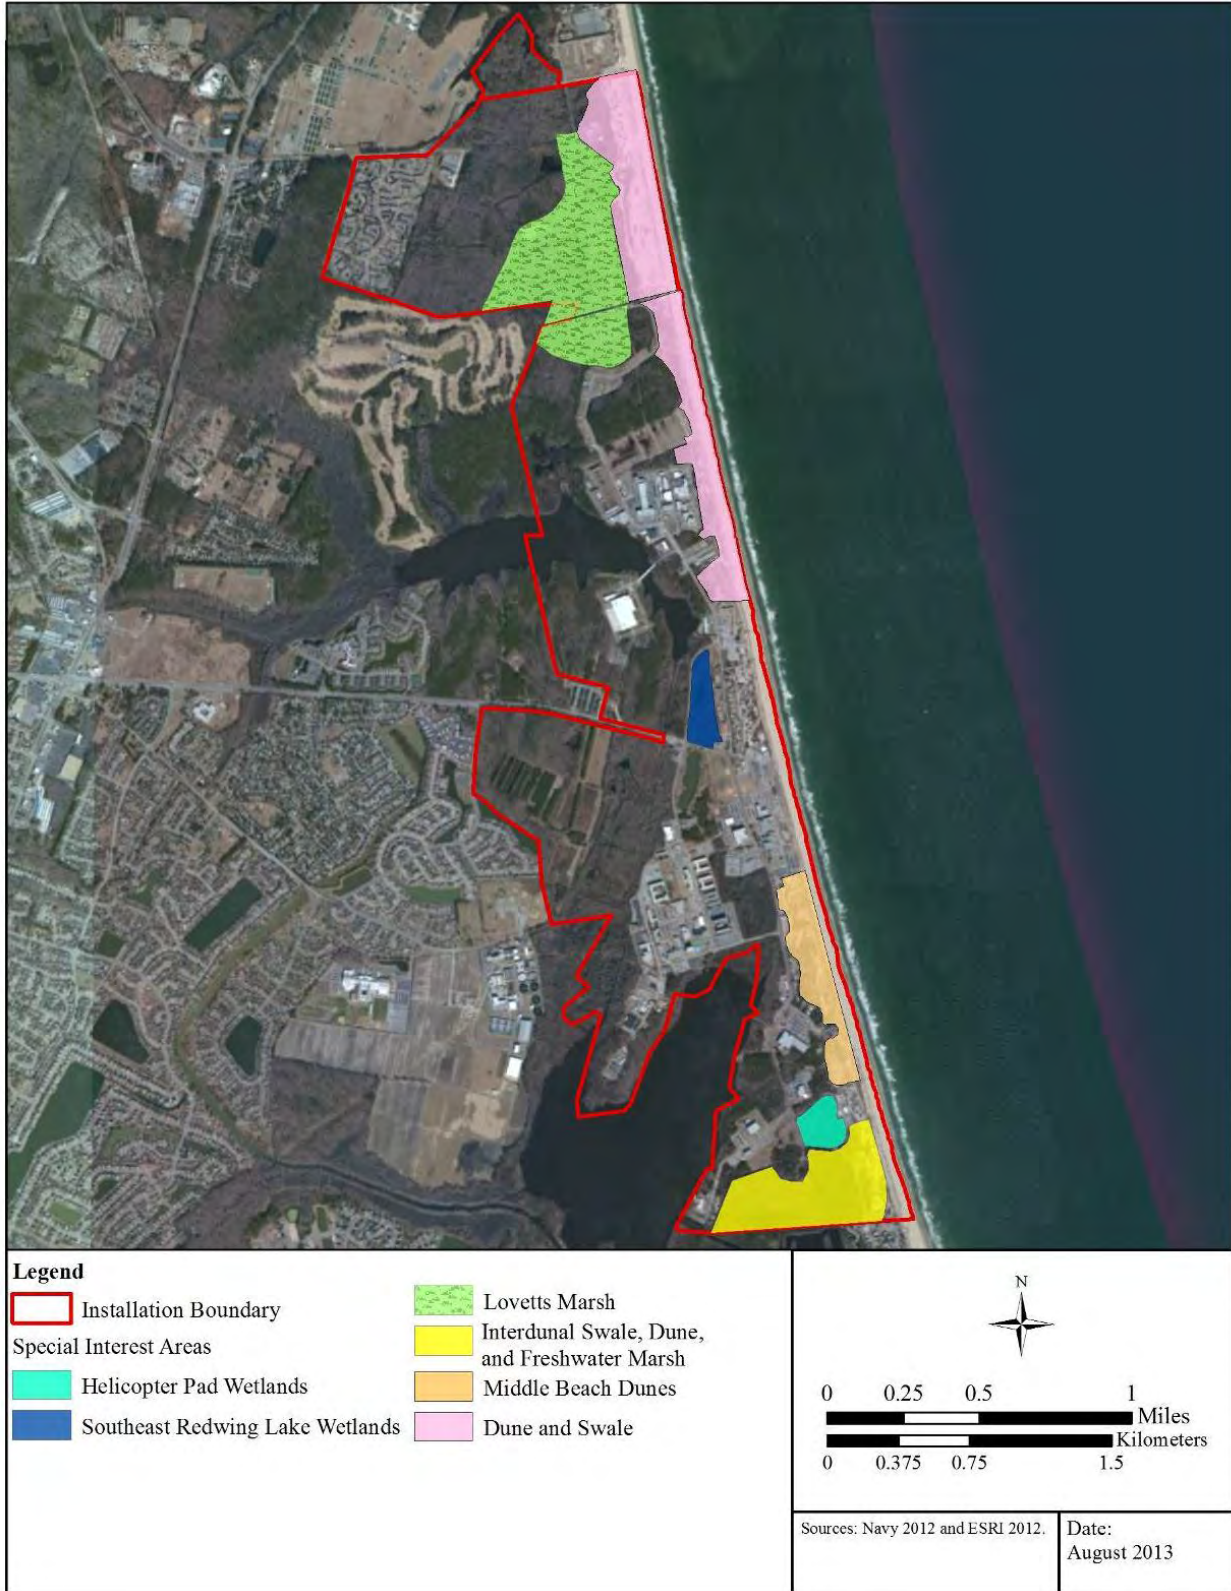 Legend
Installation Boundary
Special Interest Areas
Helicopter Pad Wetlands
Southeast Redwing Lake Wetlands
Lovetts Marsh
Interdunal Swale, Dune,
and Freshwater Marsh
Middle Beach Dunes
Dune and Swale
N
0 0.25 0.5 1
Miles
Kilometers
0 0.375 0.75 1.5
Sources: Navy 2012 and ESRI 2012.
Date:
August 2013